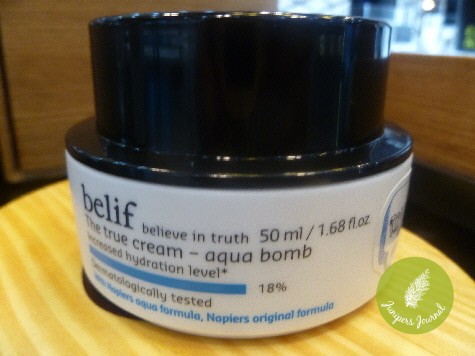 belif believe in truth 50 ml / 1.68 fl.oz
The true cream – aqua bomb
increased hydration level*
18%
Dermatologically tested
with Napiers aqua formula, Napiers original formula
Junipers Journal